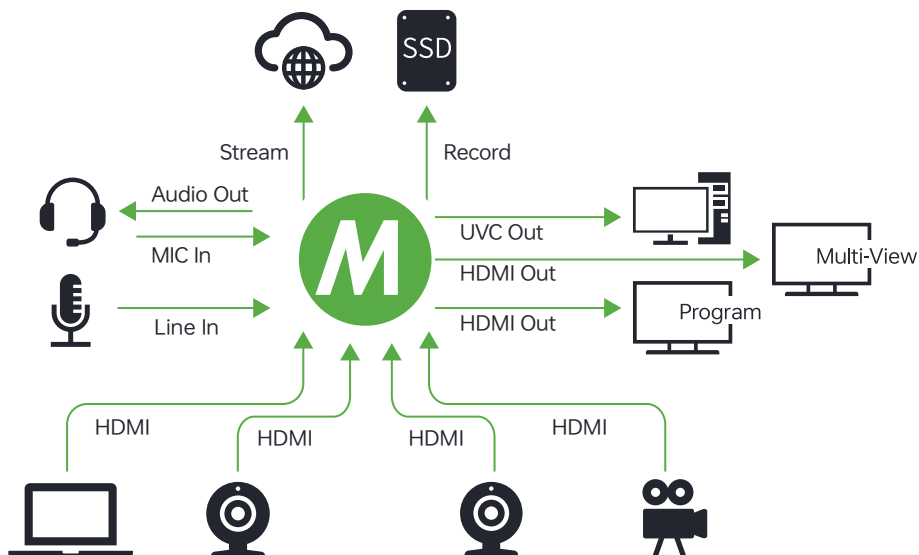 SSD
Stream
Record
Audio Out
MIC In
Line In
M
UVC Out
HDMI Out
Multi-View
HDMI Out
Program
HDMI
HDMI
HDMI
HDMI